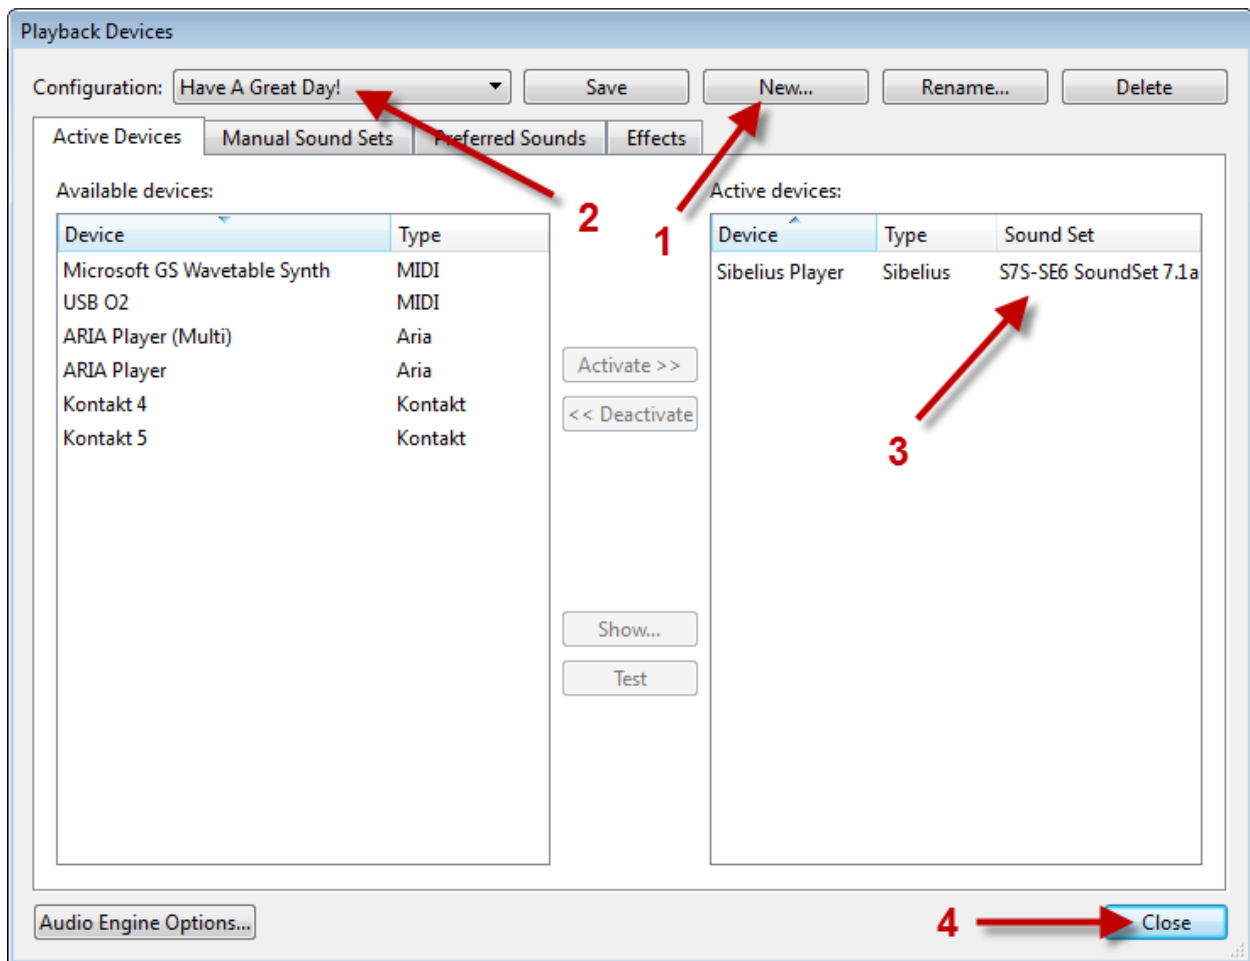 Playback Devices
Configuration: Have A Great Day! Save New... Rename... Delete
Active Devices Manual Sound Sets Preferred Sounds Effects
Available devices:
Active devices:
2
1
Device Type
Device Type Sound Set
Microsoft GS Wavetable Synth MIDI
Sibelius Player Sibelius S7S-SE6 SoundSet 7.1a
USB O2 MIDI
ARIA Player (Multi) Aria
ARIA Player Aria
Kontakt 4 Kontakt
Kontakt 5 Kontakt
Activate >>
<< Deactivate
3
Show...
Test
Audio Engine Options...
4
Close